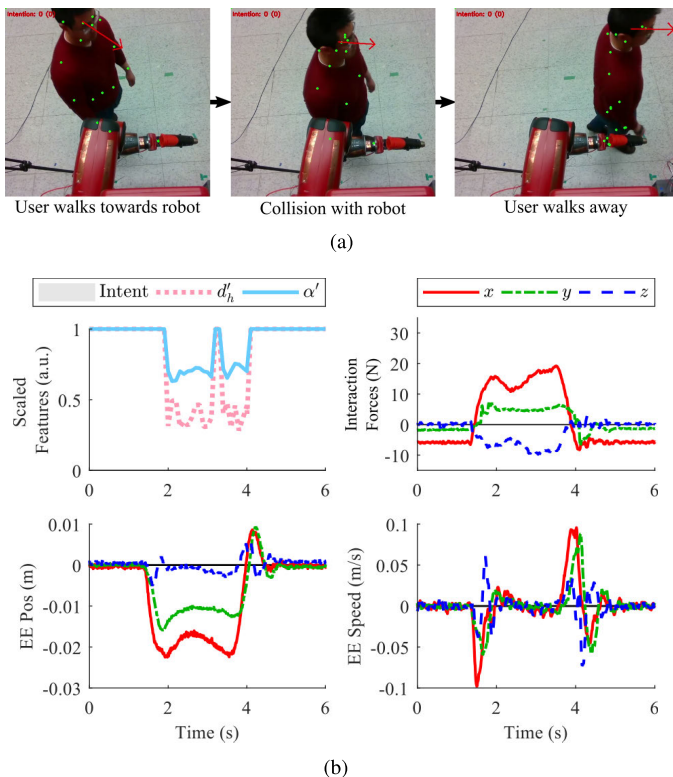 Intention: 0 (0) Intention: 0 (0) Intention: 0 (0)
User walks towards robot Collision with robot User walks away
(a)
Intent d′h α′
x y z
Scaled
Features (a.u.)
1
0.5
0
0 2 4 6
Interaction
Forces (N)
30
20
10
0
-10
0 2 4 6
EE Pos (m)
0.01
0
-0.01
-0.02
-0.03
0 2 4 6
Time (s)
EE Speed (m/s)
0.1
0.05
0
-0.05
-0.1
0 2 4 6
Time (s)
(b)